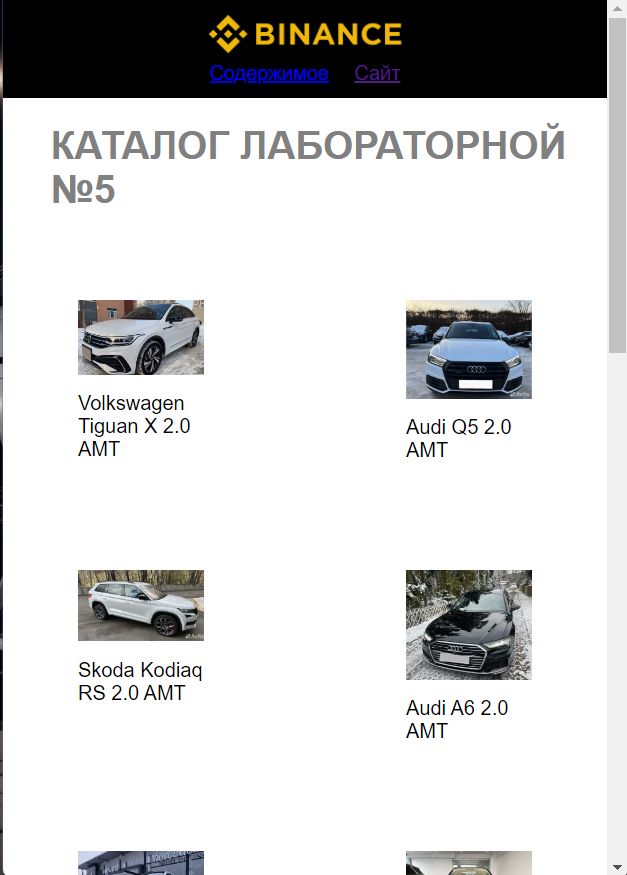 BINANCE
Содержимое Сайт
КАТАЛОГ ЛАБОРАТОРНОЙ
№5
Volkswagen
Tiguan X 2.0
AMT
Audi Q5 2.0
AMT
Skoda Kodiaq
RS 2.0 AMT
Audi A6 2.0
AMT